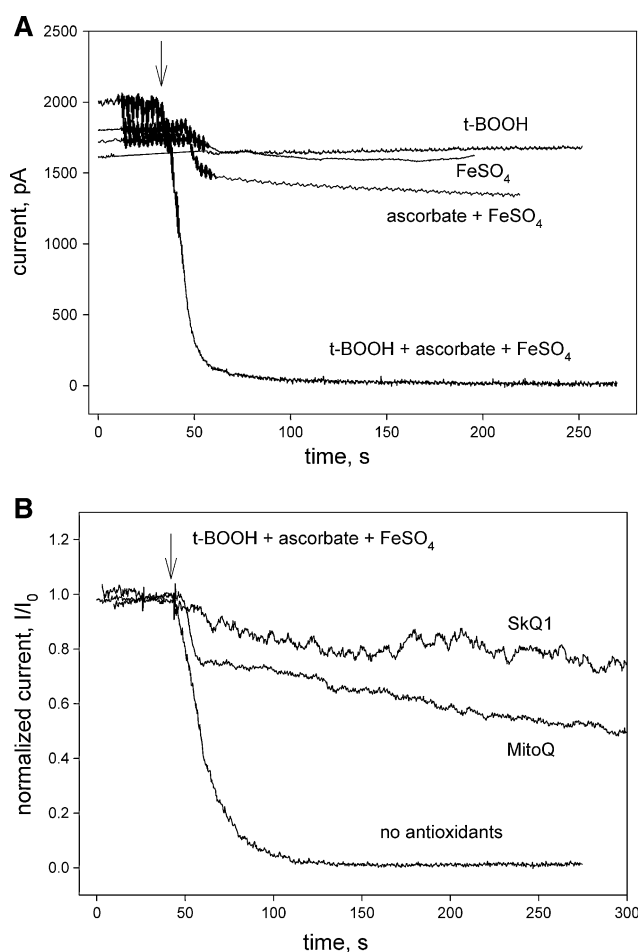 A
2500
2000
1500
1000
500
0
current, pA
t-BOOH
FeSO₄
ascorbate + FeSO₄
t-BOOH + ascorbate + FeSO₄
0 50 100 150 200 250
time, s
B
t-BOOH + ascorbate + FeSO₄
1.2
1.0
0.8
0.6
0.4
0.2
0.0
normalized current, I/I₀
SkQ1
MitoQ
no antioxidants
0 50 100 150 200 250 300
time, s